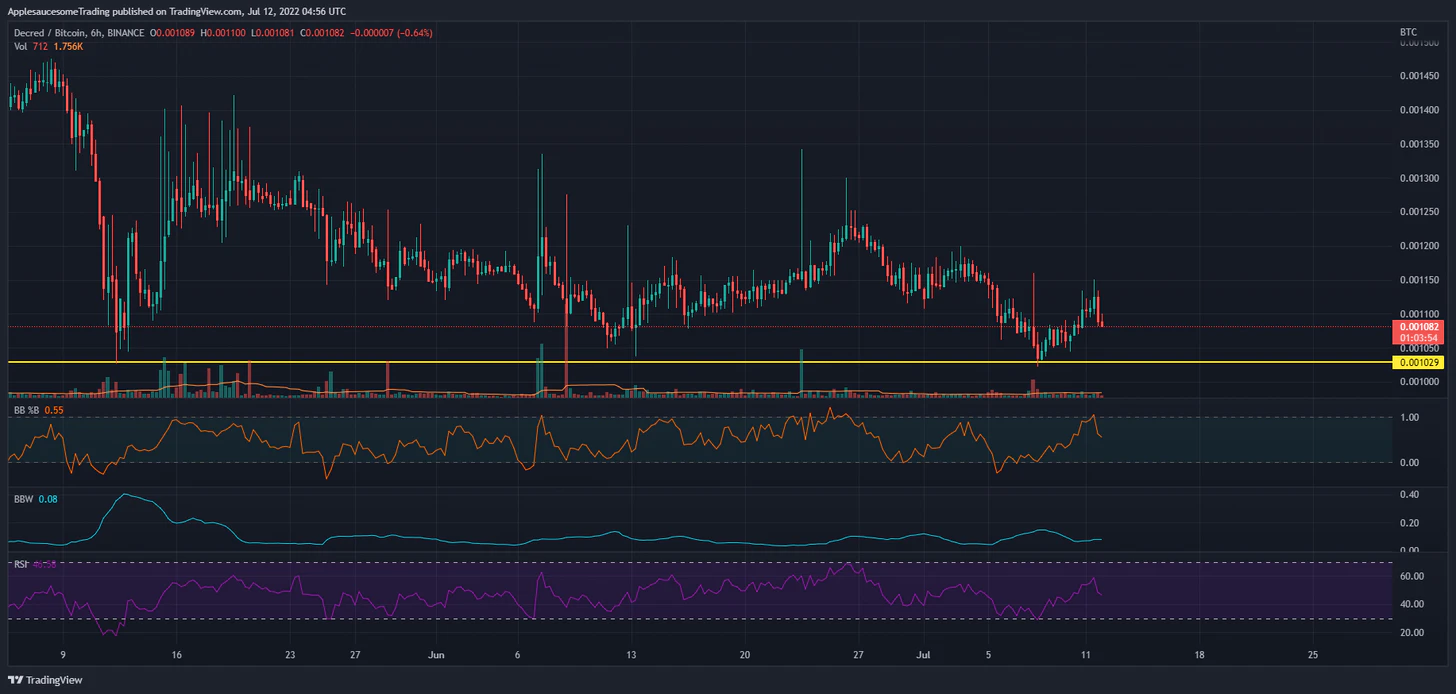 ApplesaucesomeTrading published on TradingView.com, Jul 12, 2022 04:56 UTC
Decred / Bitcoin, 6h, BINANCE O0.001089 H0.001100 L0.001081 C0.001082 −0.000007 (−0.64%)
Vol 712 1.756K
BTC
0.001500
0.001450
0.001400
0.001350
0.001300
0.001250
0.001200
0.001150
0.001100
0.001082
01:03:54
0.001050
0.001029
0.001000
BB %B 0.55
1.00
0.00
BBW 0.08
0.40
0.20
0.00
RSI
60.00
40.00
20.00
9 16 23 27 Jun 6 13 20 27 Jul 5 11 18 25
TradingView